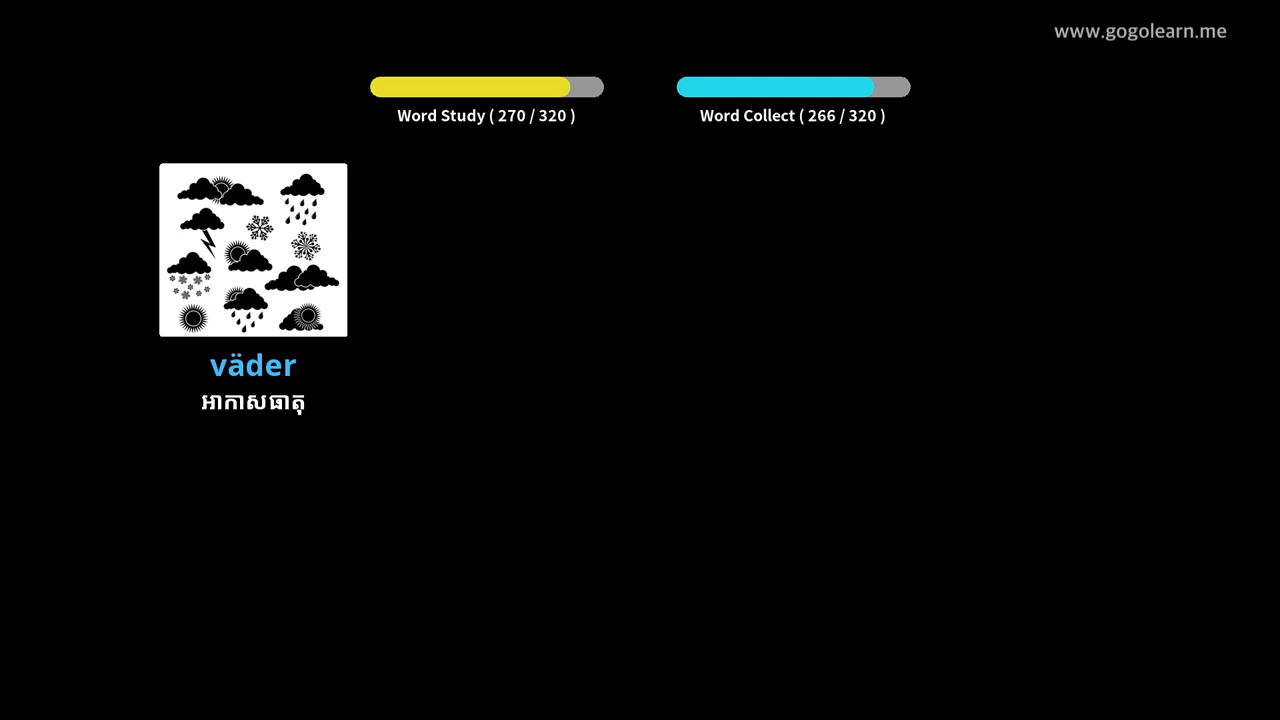 www.gogolearn.me
Word Study ( 270 / 320 )
Word Collect ( 266 / 320 )
väder
អាកាសធាតុ